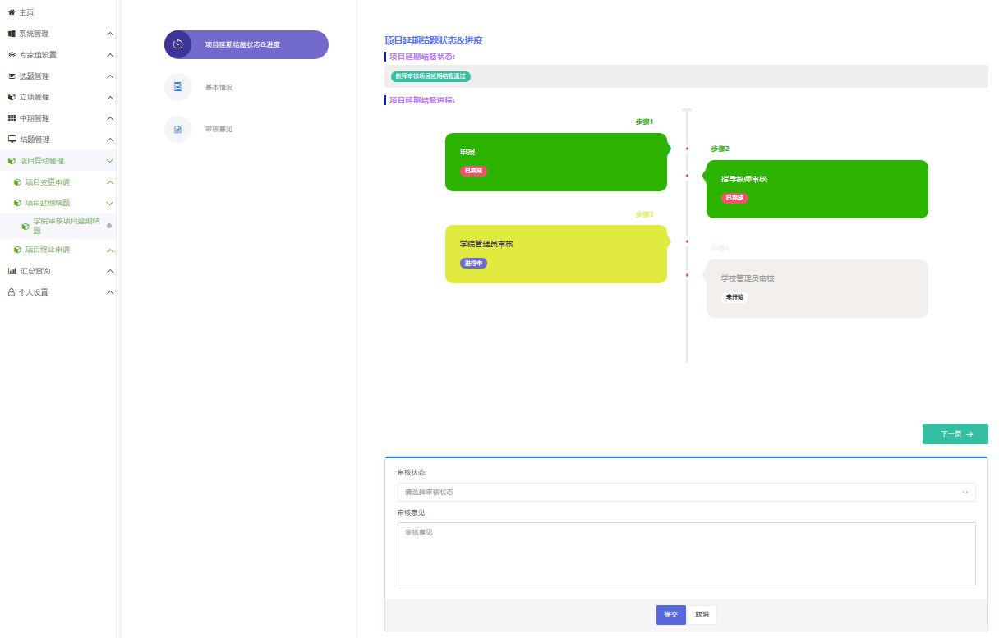 主页
系统管理
专家组设置
选题管理
立项管理
中期管理
结题管理
项目异动管理
项目变更申请
项目延期结题
学院审核项目延期结
题
项目终止申请
汇总查询
个人设置
项目延期结题状态&进度
基本情况
审核意见
项目延期结题状态&进度
项目延期结题状态:
教师审核项目延期结题通过
项目延期结题进程:
步骤1
申报
已完成
步骤2
指导教师审核
已完成
步骤3
学院管理员审核
进行中
步骤4
学校管理员审核
未开始
下一页
审核状态:
请选择审核状态
审核意见:
审核意见
提交
取消